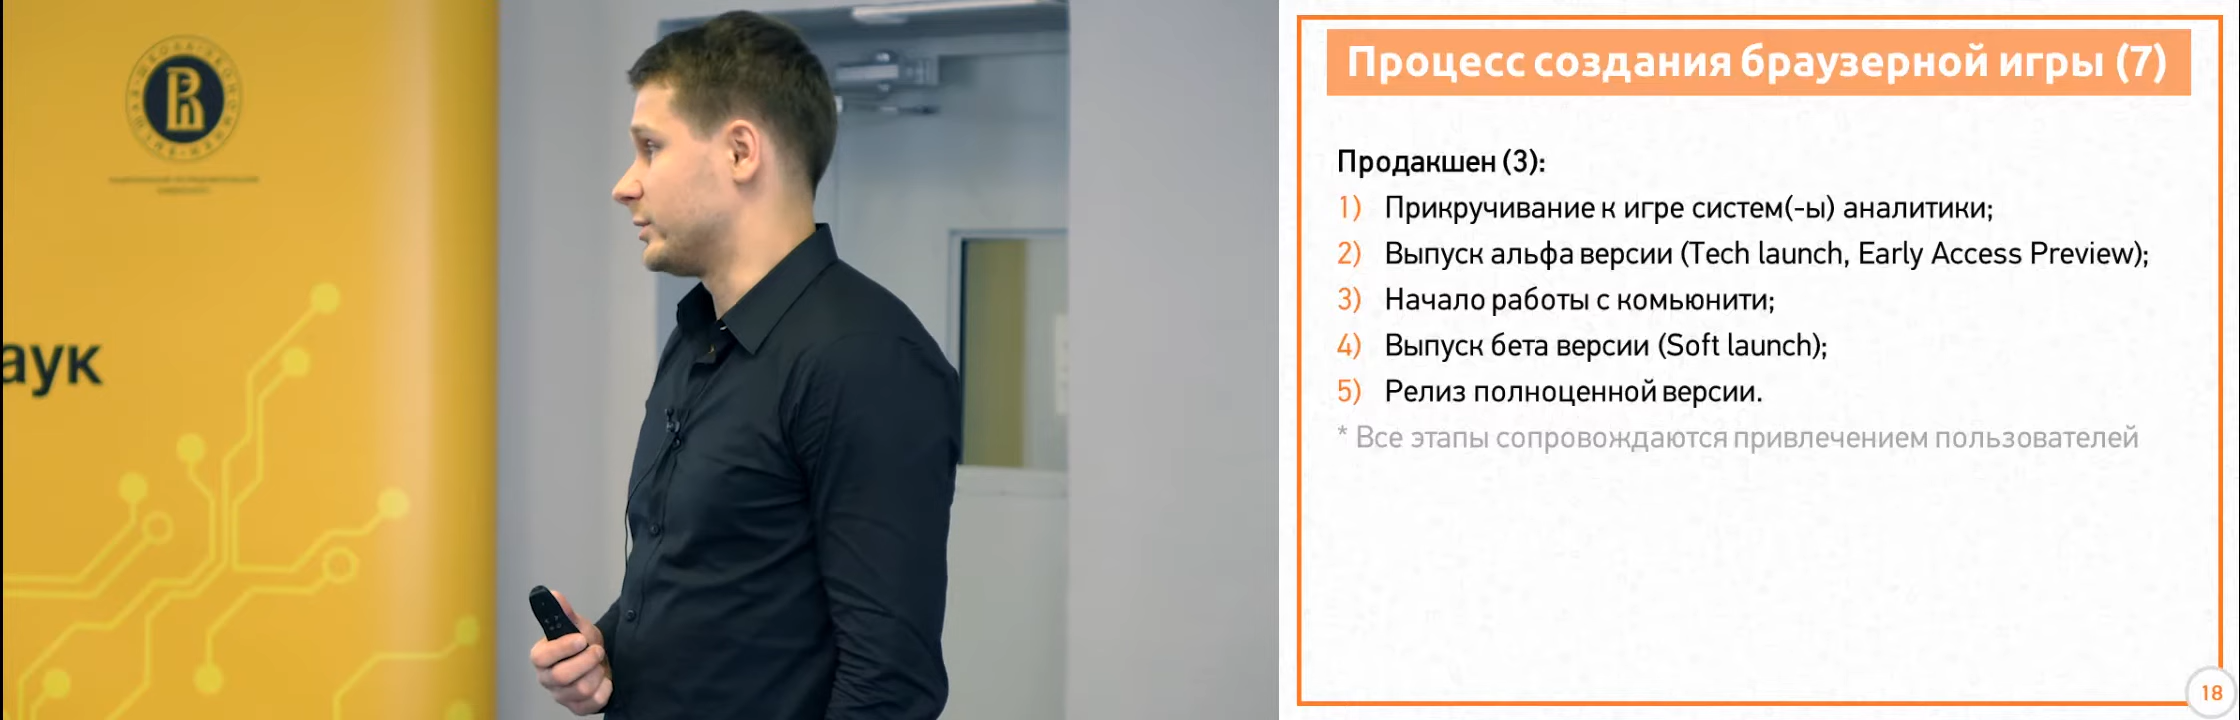 аук
Процесс создания браузерной игры (7)
Продакшен (3):
1) Прикручивание к игре систем(-ы) аналитики;
2) Выпуск альфа версии (Tech launch, Early Access Preview);
3) Начало работы с комьюнити;
4) Выпуск бета версии (Soft launch);
5) Релиз полноценной версии.
* Все этапы сопровождаются привлечением пользователей
18